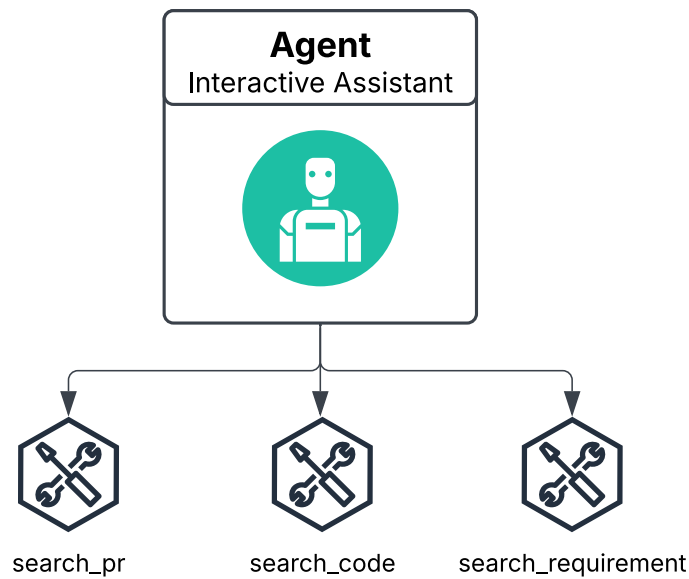 Agent
Interactive Assistant
search_pr
search_code
search_requirement